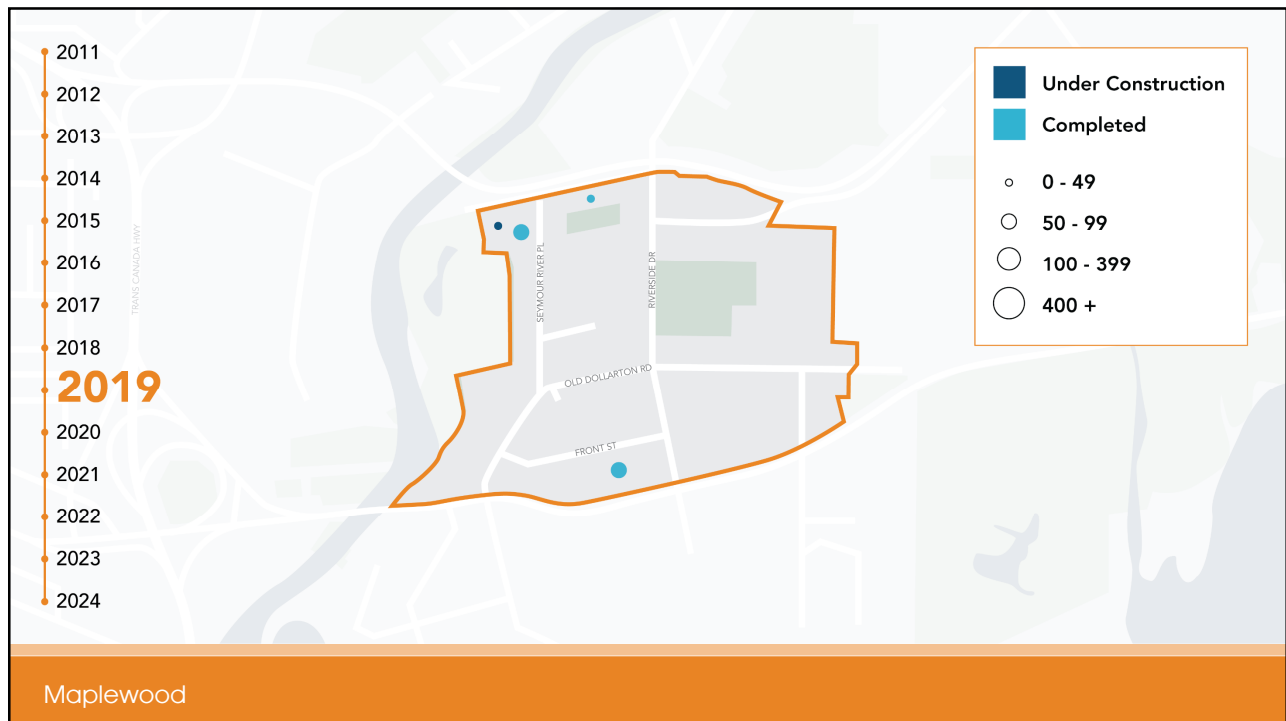 2011
2012
2013
2014
2015
2016
2017
2018
2019
2020
2021
2022
2023
2024
TRANS CANADA HWY
SEYMOUR RIVER PL
RIVERSIDE DR
OLD DOLLARTON RD
FRONT ST
Under Construction
Completed
0 - 49
50 - 99
100 - 399
400 +
Maplewood